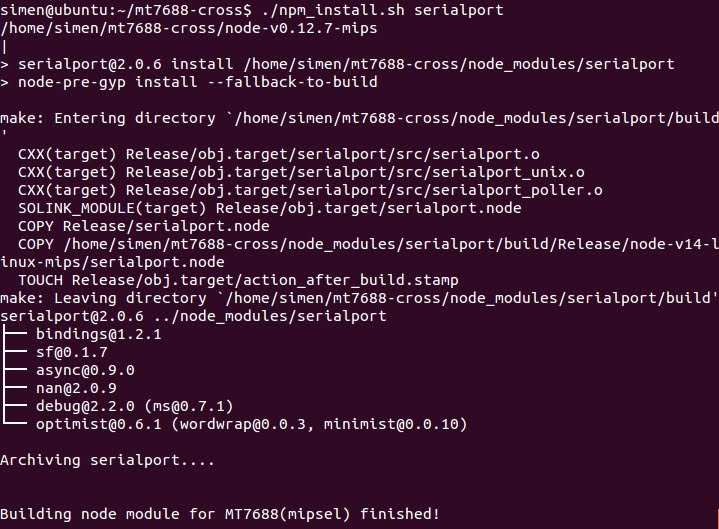 simen@ubuntu:~/mt7688-cross$ ./npm_install.sh serialport
/home/simen/mt7688-cross/node-v0.12.7-mips
|
> serialport@2.0.6 install /home/simen/mt7688-cross/node_modules/serialport
> node-pre-gyp install --fallback-to-build
make: Entering directory `/home/simen/mt7688-cross/node_modules/serialport/build
'
CXX(target) Release/obj.target/serialport/src/serialport.o
CXX(target) Release/obj.target/serialport/src/serialport_unix.o
CXX(target) Release/obj.target/serialport/src/serialport_poller.o
SOLINK_MODULE(target) Release/obj.target/serialport.node
COPY Release/serialport.node
COPY /home/simen/mt7688-cross/node_modules/serialport/build/Release/node-v14-l
inux-mips/serialport.node
TOUCH Release/obj.target/action_after_build.stamp
make: Leaving directory `/home/simen/mt7688-cross/node_modules/serialport/build'
serialport@2.0.6 ../node_modules/serialport
├── bindings@1.2.1
├── sf@0.1.7
├── async@0.9.0
├── nan@2.0.9
├── debug@2.2.0 (ms@0.7.1)
└── optimist@0.6.1 (wordwrap@0.0.3, minimist@0.0.10)
Archiving serialport....
Building node module for MT7688(mipsel) finished!